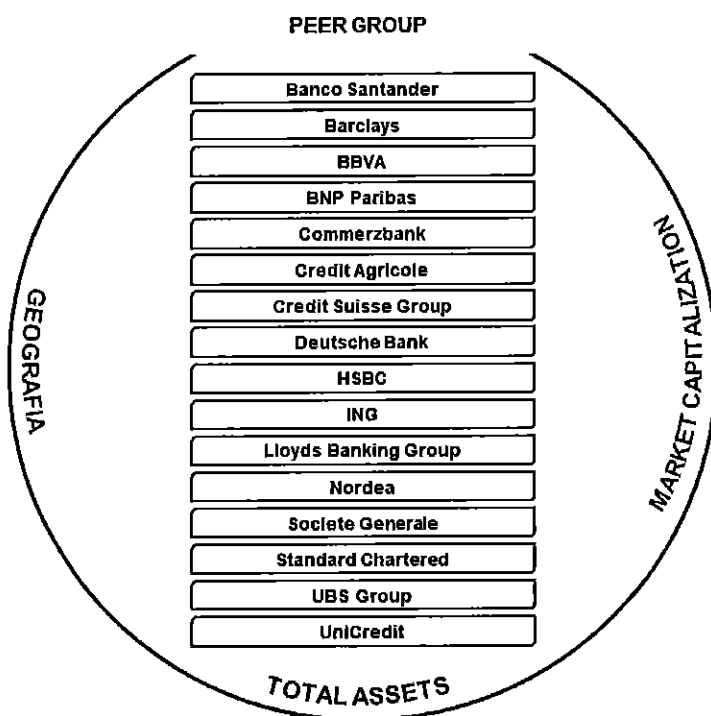 PEER GROUP
Banco Santander
Barclays
BBVA
BNP Paribas
Commerzbank
Credit Agricole
Credit Suisse Group
Deutsche Bank
HSBC
ING
Lloyds Banking Group
Nordea
Societe Generale
Standard Chartered
UBS Group
UniCredit
GEOGRAFIA
MARKET CAPITALIZATION
TOTAL ASSETS